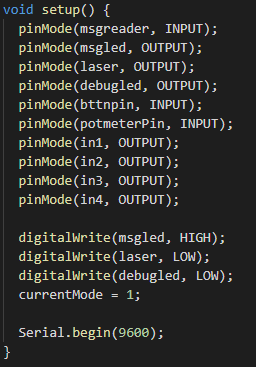 void setup() {
  pinMode(msgreader, INPUT);
  pinMode(msgled, OUTPUT);
  pinMode(laser, OUTPUT);
  pinMode(debugled, OUTPUT);
  pinMode(bttnpin, INPUT);
  pinMode(potmeterPin, INPUT);
  pinMode(in1, OUTPUT);
  pinMode(in2, OUTPUT);
  pinMode(in3, OUTPUT);
  pinMode(in4, OUTPUT);

  digitalWrite(msgled, HIGH);
  digitalWrite(laser, LOW);
  digitalWrite(debugled, LOW);
  currentMode = 1;

  Serial.begin(9600);
}